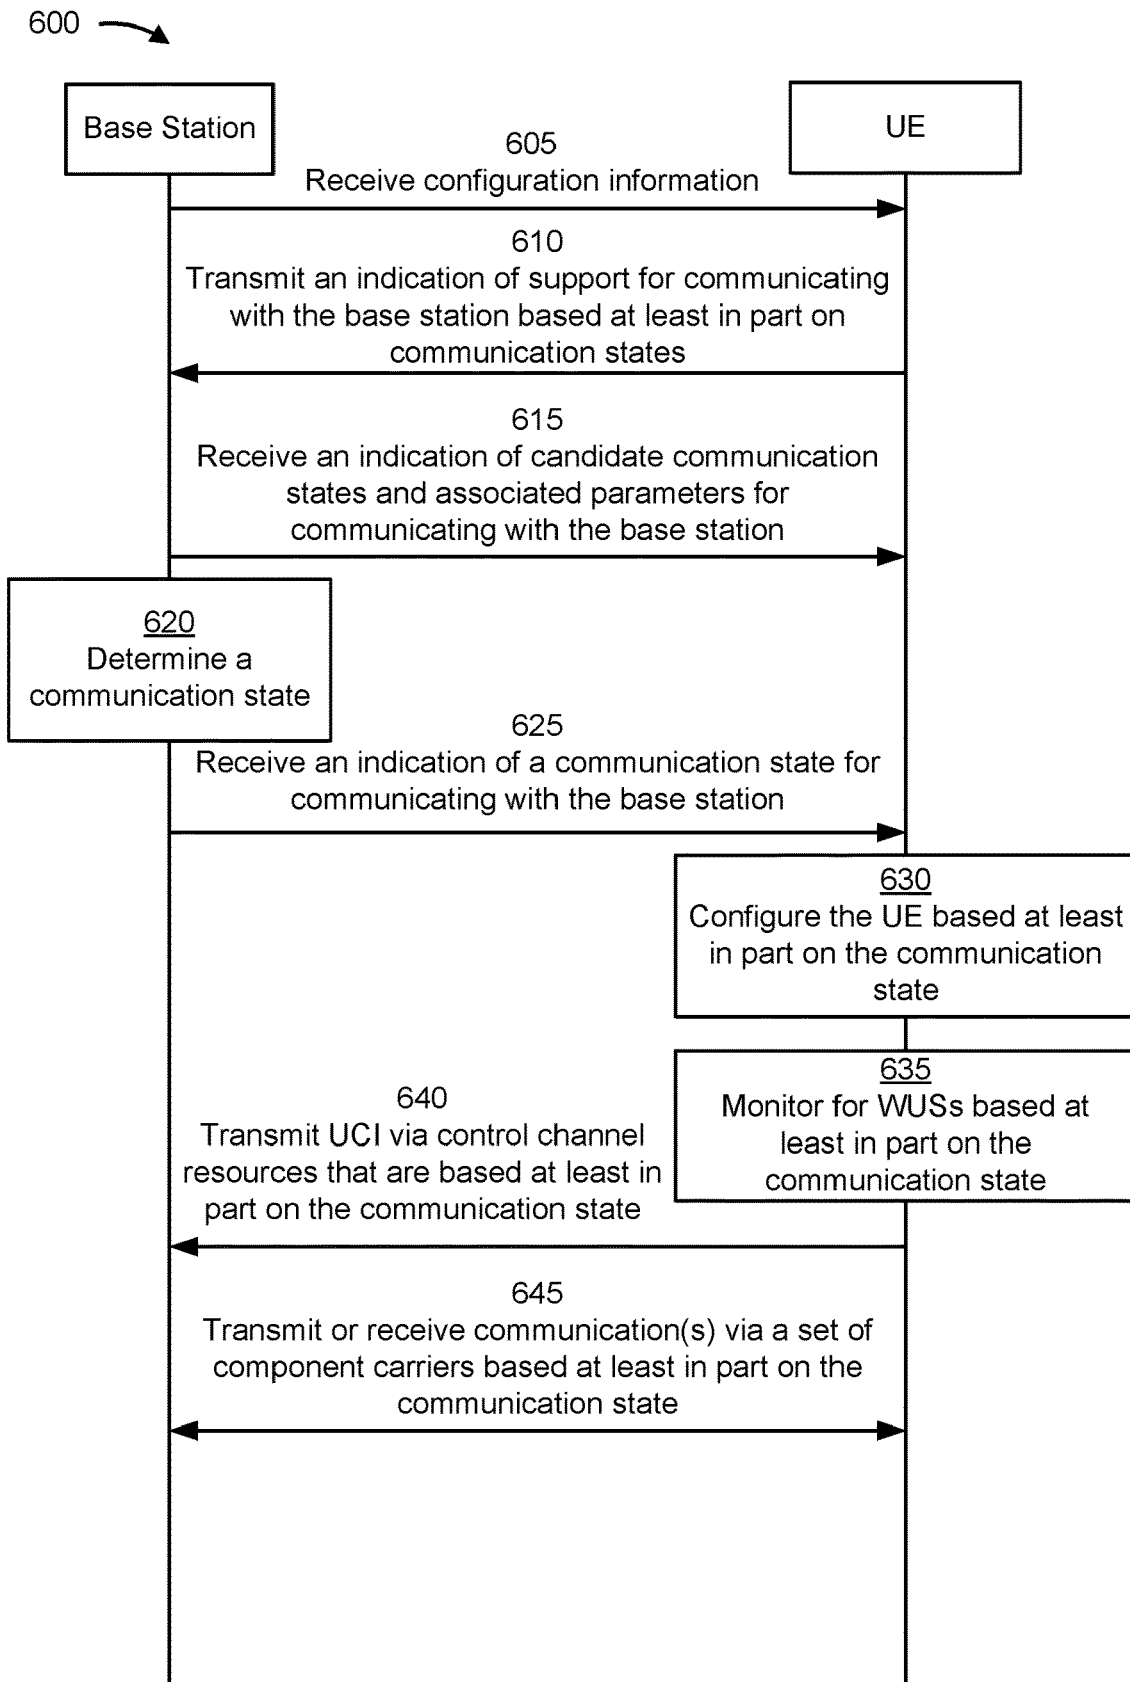 600
Base Station
UE
605
Receive configuration information
610
Transmit an indication of support for communicating
with the base station based at least in part on
communication states
615
Receive an indication of candidate communication
states and associated parameters for
communicating with the base station
620
Determine a
communication state
625
Receive an indication of a communication state for
communicating with the base station
630
Configure the UE based at least
in part on the communication
state
635
Monitor for WUSs based at
least in part on the
communication state
640
Transmit UCI via control channel
resources that are based at least in
part on the communication state
645
Transmit or receive communication(s) via a set of
component carriers based at least in part on the
communication state